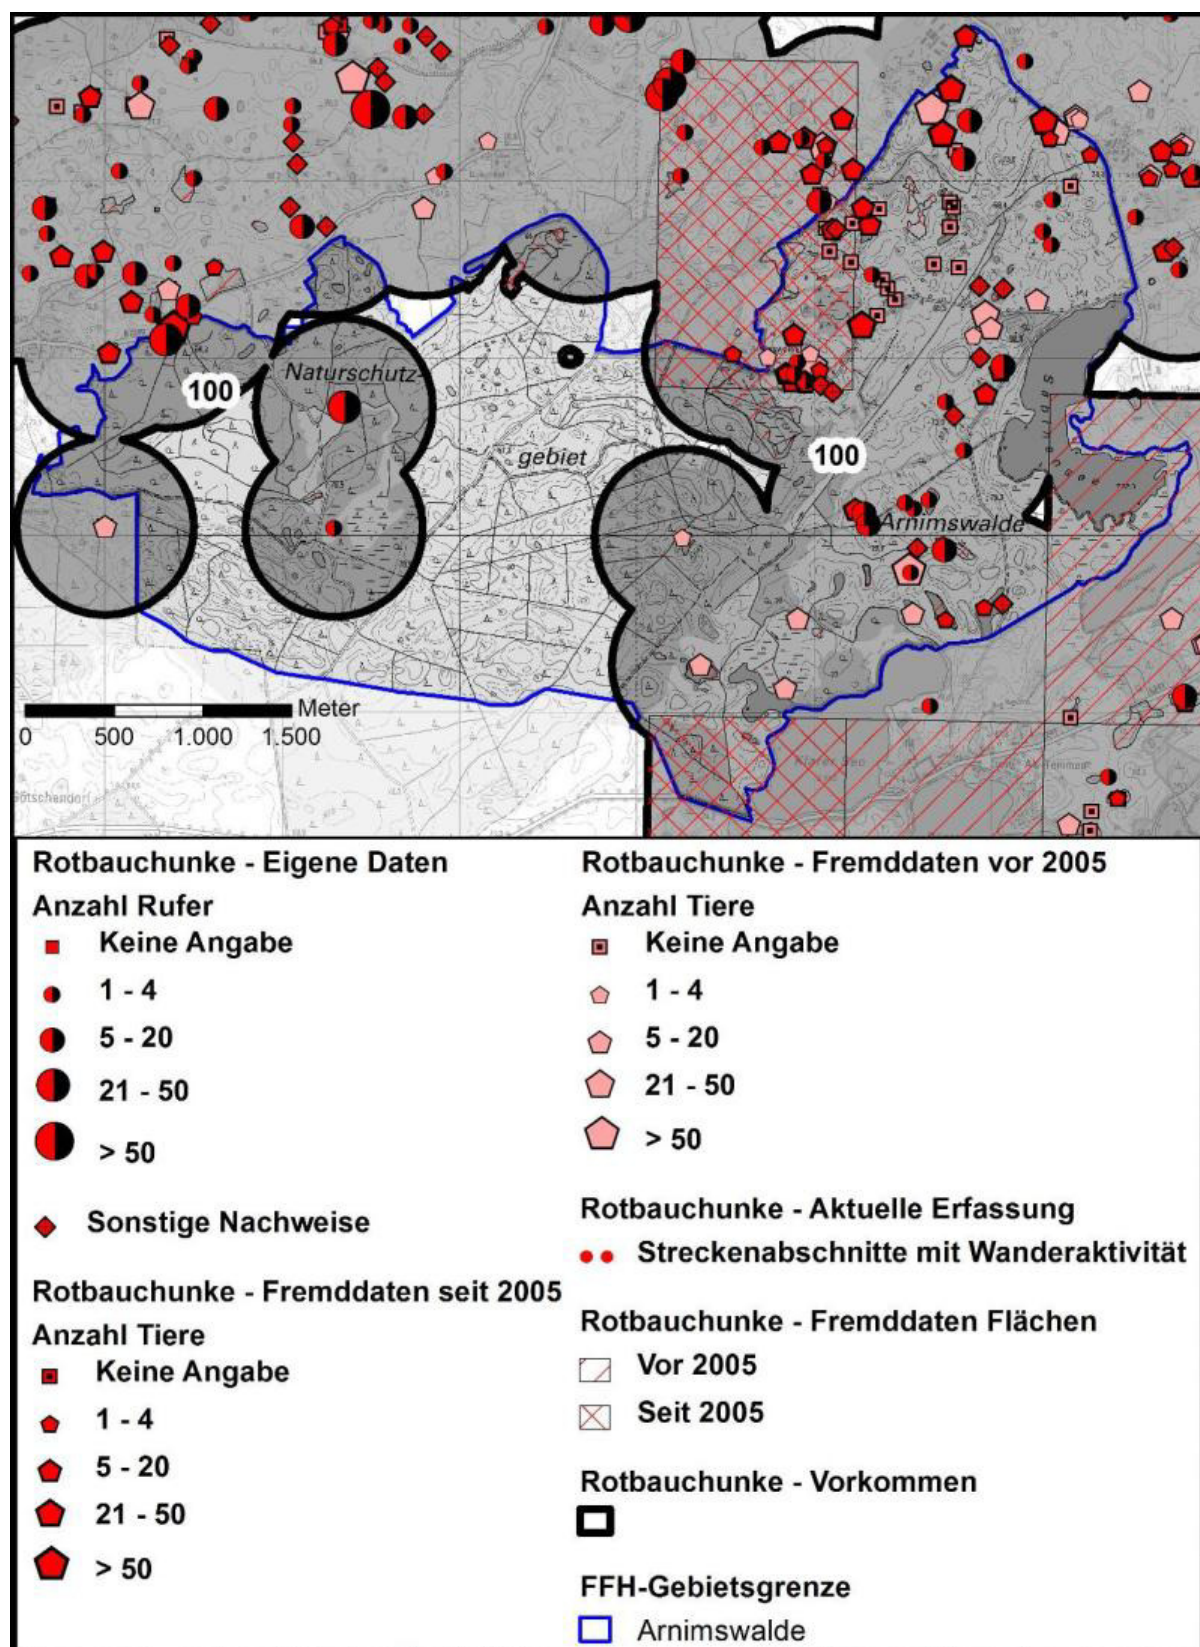 Naturschutz-
100
gebiet
100
Arnimswalde
Meter
0 500 1.000 1.500
Götschendorf
Rotbauchunke - Eigene Daten
Anzahl Rufer
Keine Angabe
1 - 4
5 - 20
21 - 50
> 50
Sonstige Nachweise
Rotbauchunke - Fremddaten seit 2005
Anzahl Tiere
Keine Angabe
1 - 4
5 - 20
21 - 50
> 50
Rotbauchunke - Fremddaten vor 2005
Anzahl Tiere
Keine Angabe
1 - 4
5 - 20
21 - 50
> 50
Rotbauchunke - Aktuelle Erfassung
Streckenabschnitte mit Wanderaktivität
Rotbauchunke - Fremddaten Flächen
Vor 2005
Seit 2005
Rotbauchunke - Vorkommen
FFH-Gebietsgrenze
Arnimswalde